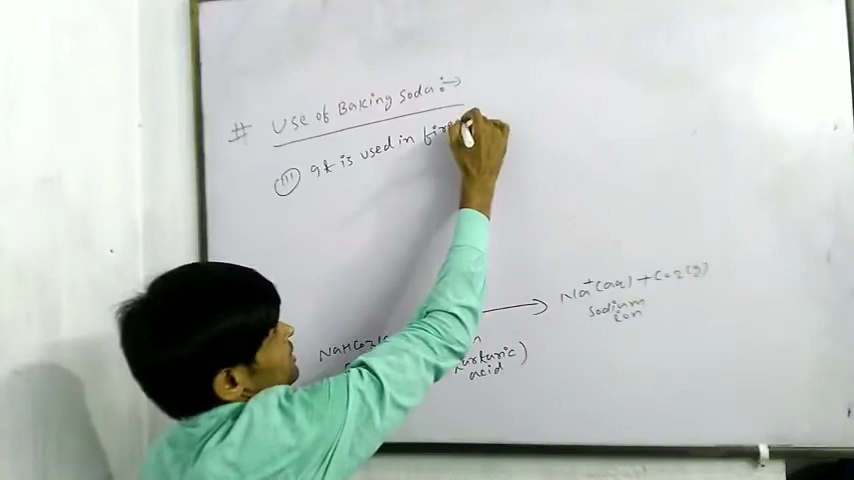 # Use of Baking Soda :→
(III) It is used in fire
Na⁺(aq) + CO2(g)
Sodium
ion
NaHCO3(
acid